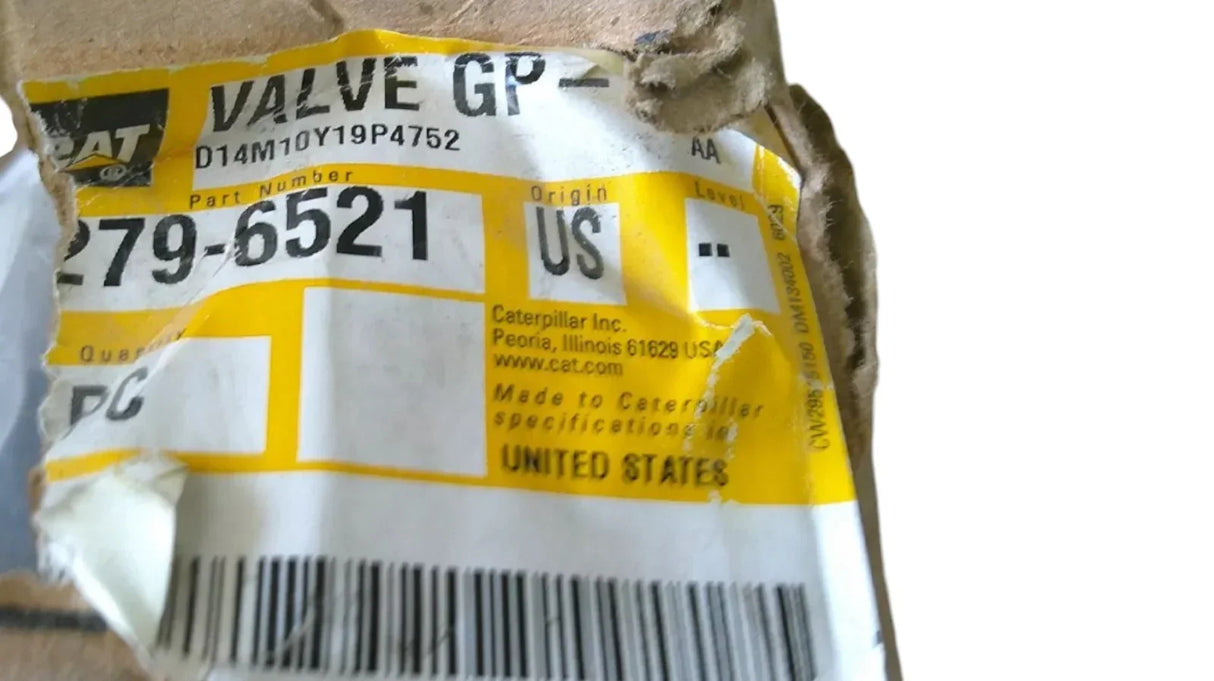 VALVE GP-
CAT ®
D14M10Y19P4752
AA
Part Number
Origin
Level
279-6521
US
--
Caterpillar Inc.
Peoria, Illinois 61629 USA
www.cat.com
Quantity
PC
Made to Caterpillar
specifications in
UNITED STATES